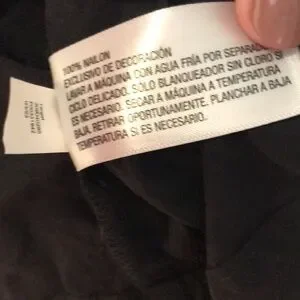 100% NAILON
EXCLUSIVO DE DECORACIÓN
LAVAR A MÁQUINA CON AGUA FRÍA POR SEPARADO
CICLO DELICADO. SOLO BLANQUEADOR SIN CLORO SI
ES NECESARIO. SECAR A MÁQUINA A TEMPERATURA
BAJA. RETIRAR OPORTUNAMENTE. PLANCHAR A BAJA
TEMPERATURA SI ES NECESARIO.